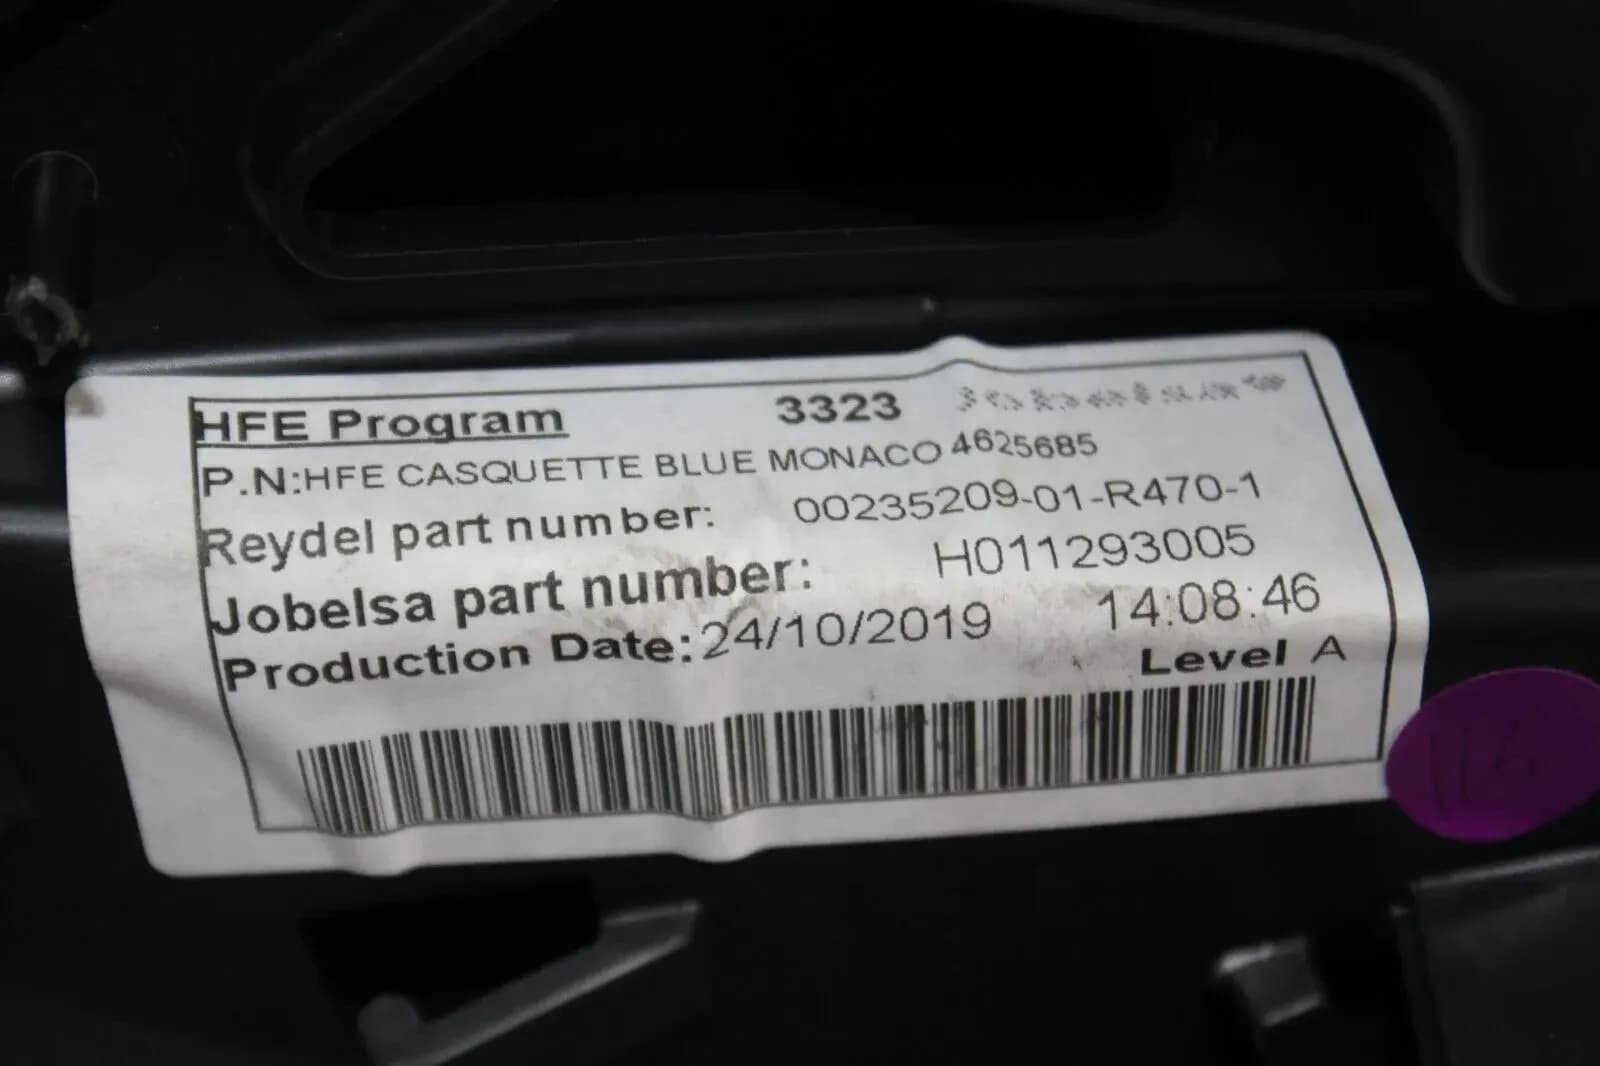 HFE Program 3323
P.N:HFE CASQUETTE BLUE MONACO 4625685
Reydel part number: 00235209-01-R470-1
Jobelsa part number: H011293005
Production Date: 24/10/2019 14:08:46
Level A
116